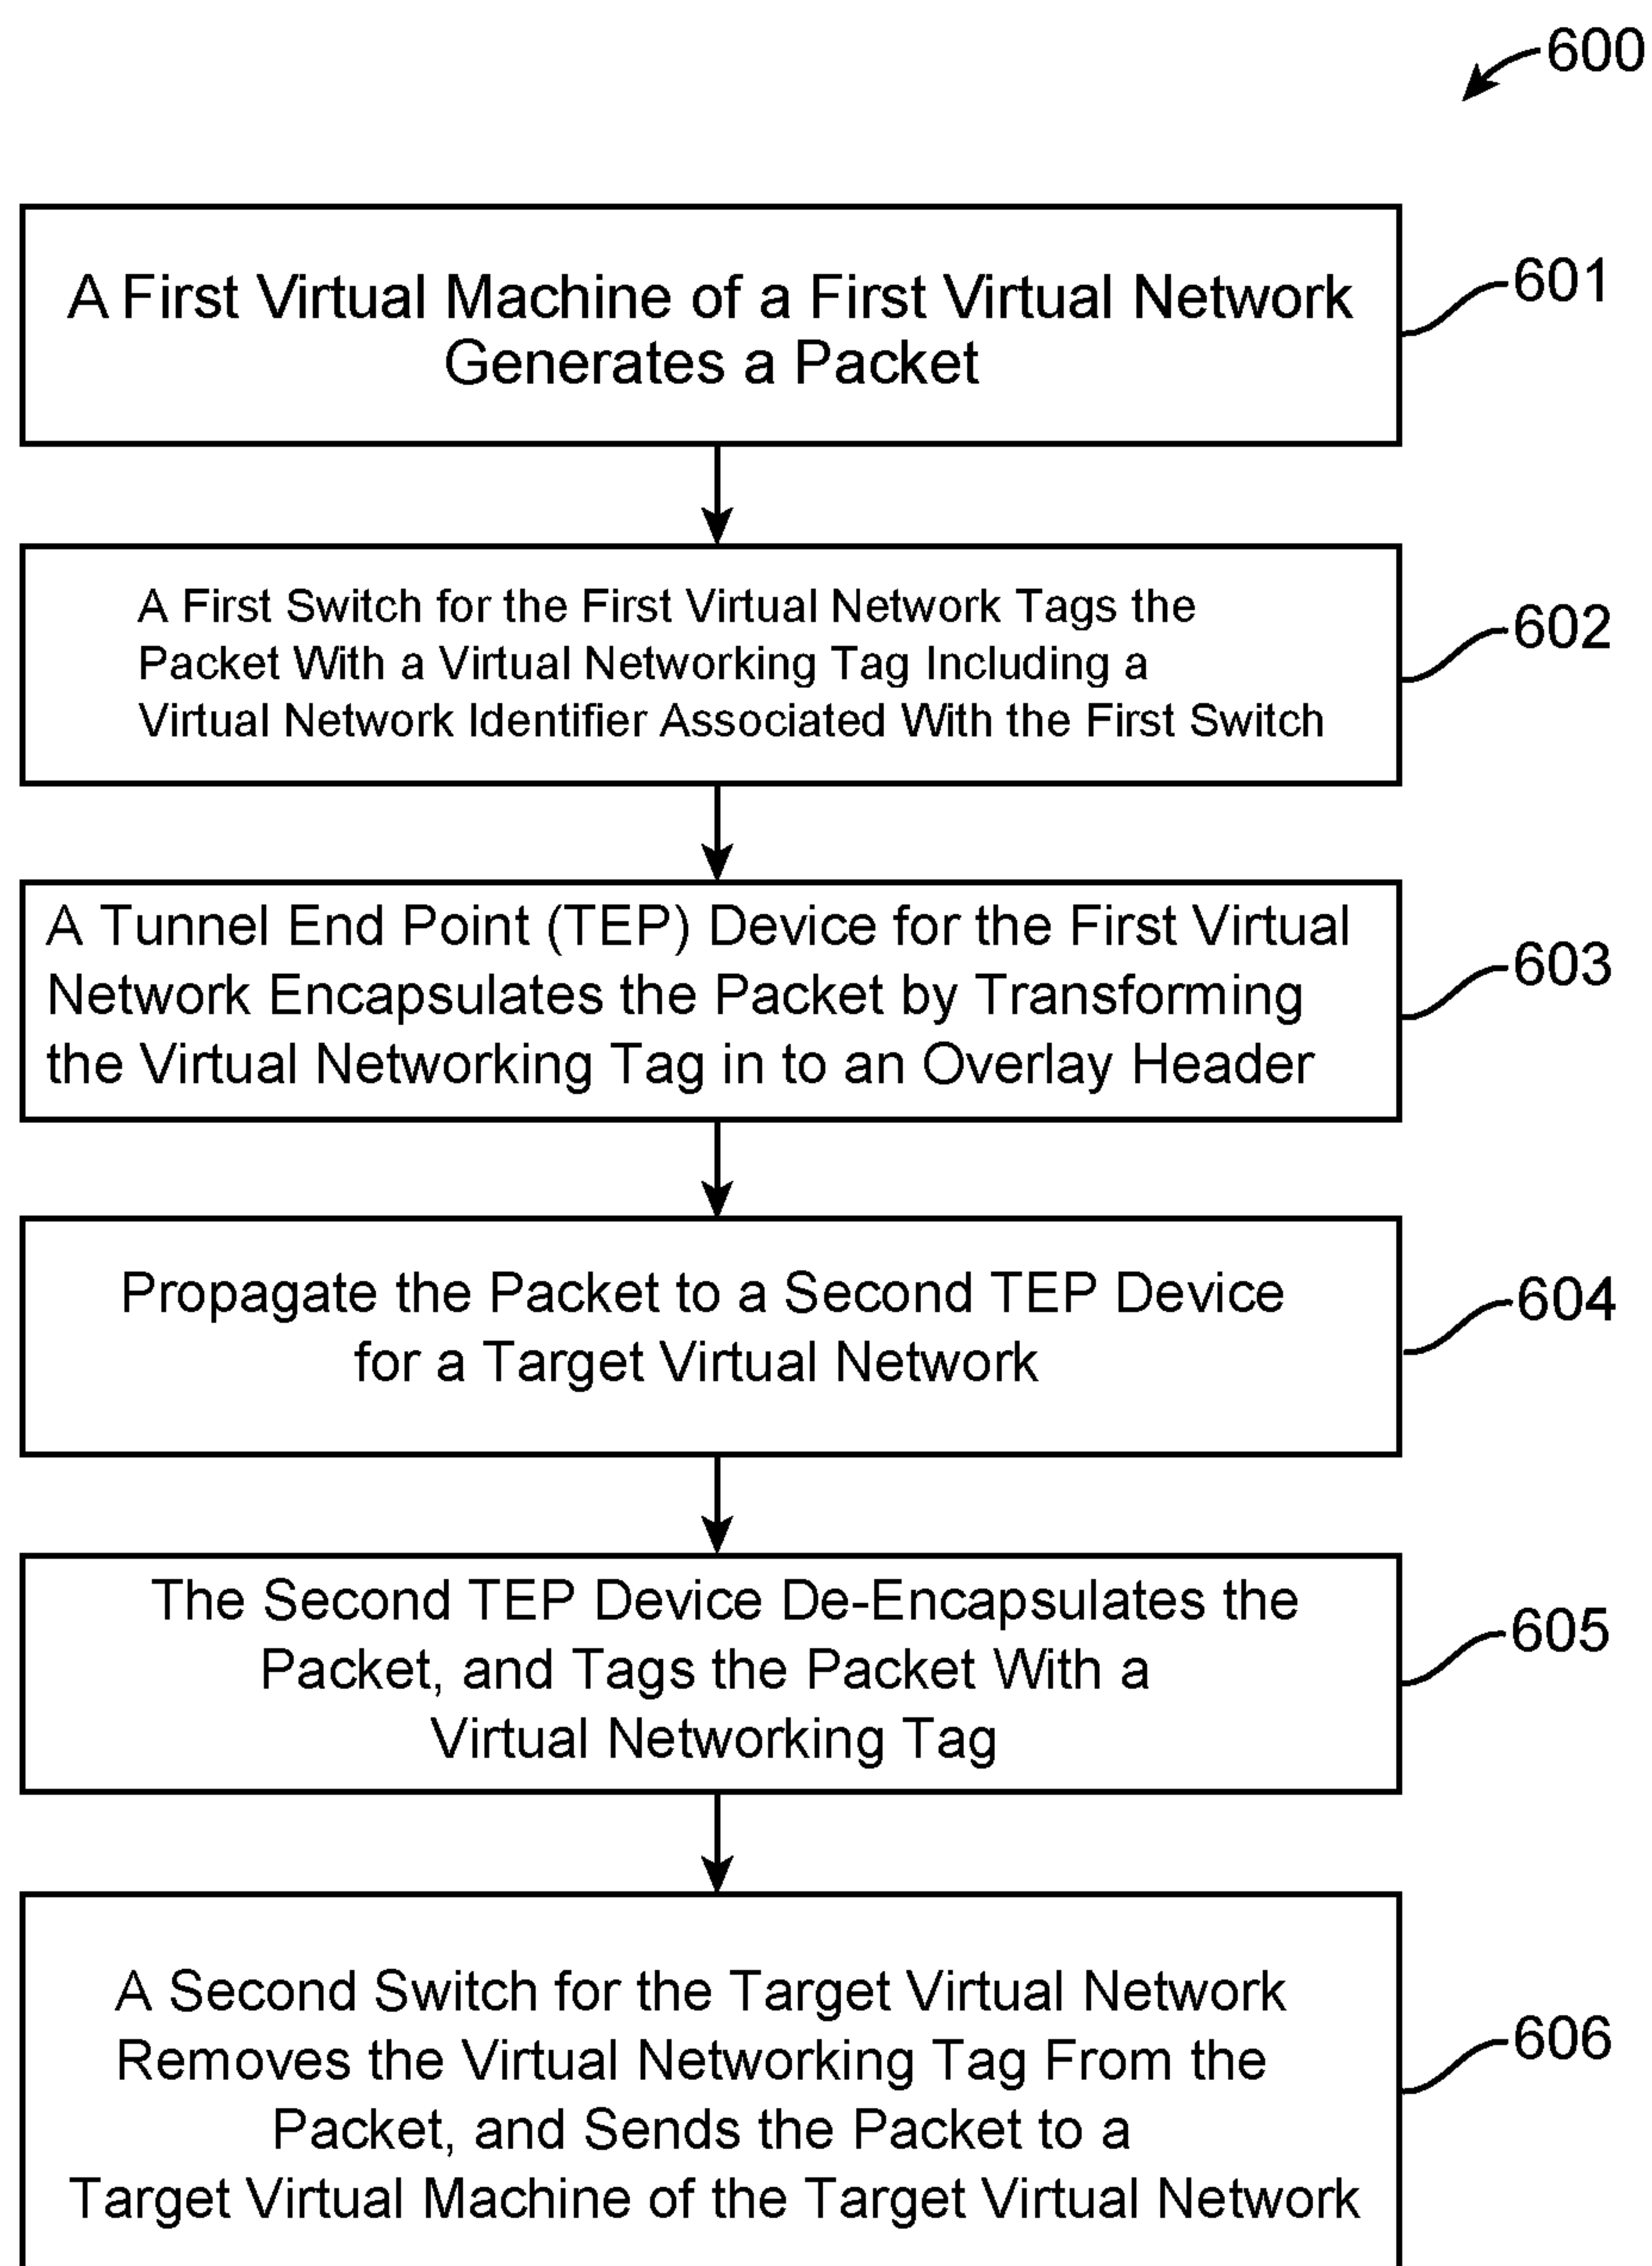 600
A First Virtual Machine of a First Virtual Network
Generates a Packet
601
A First Switch for the First Virtual Network Tags the
Packet With a Virtual Networking Tag Including a
Virtual Network Identifier Associated With the First Switch
602
A Tunnel End Point (TEP) Device for the First Virtual
Network Encapsulates the Packet by Transforming
the Virtual Networking Tag in to an Overlay Header
603
Propagate the Packet to a Second TEP Device
for a Target Virtual Network
604
The Second TEP Device De-Encapsulates the
Packet, and Tags the Packet With a
Virtual Networking Tag
605
A Second Switch for the Target Virtual Network
Removes the Virtual Networking Tag From the
Packet, and Sends the Packet to a
Target Virtual Machine of the Target Virtual Network
606